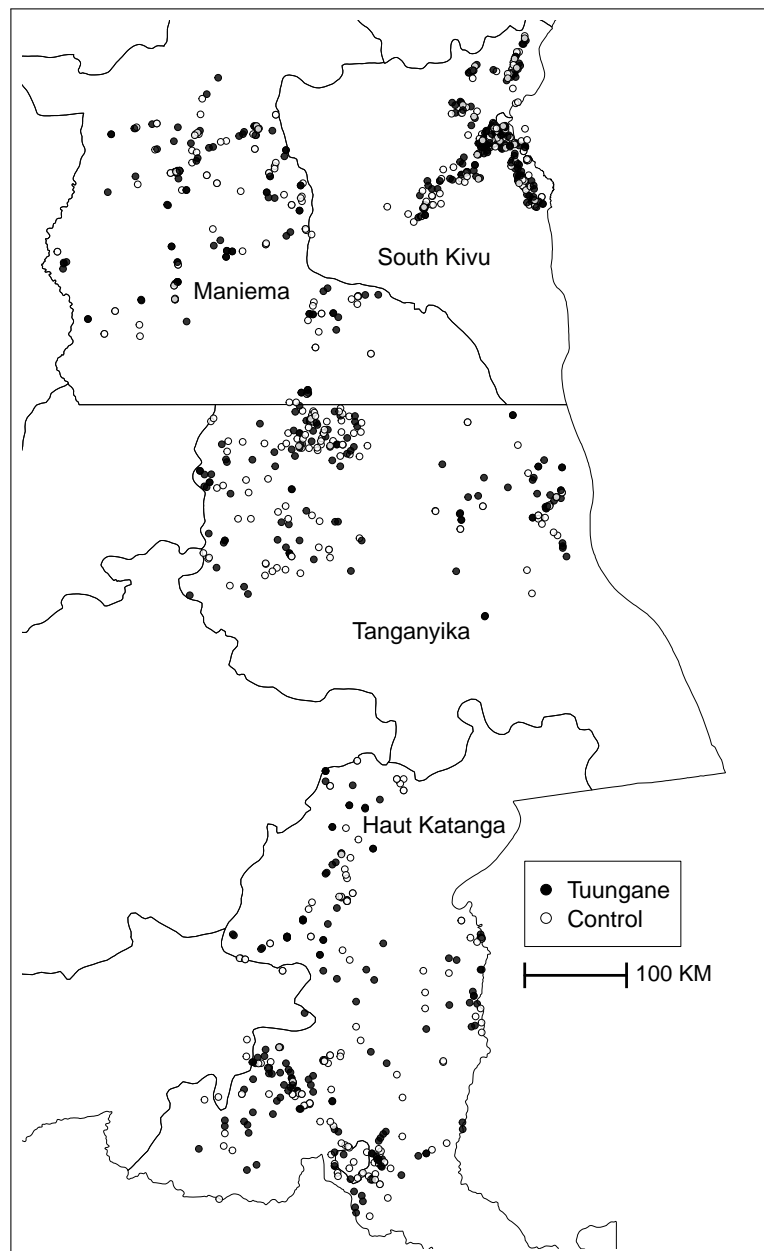 South Kivu
Maniema
Tanganyika
Haut Katanga
Tuungane
Control
100 KM